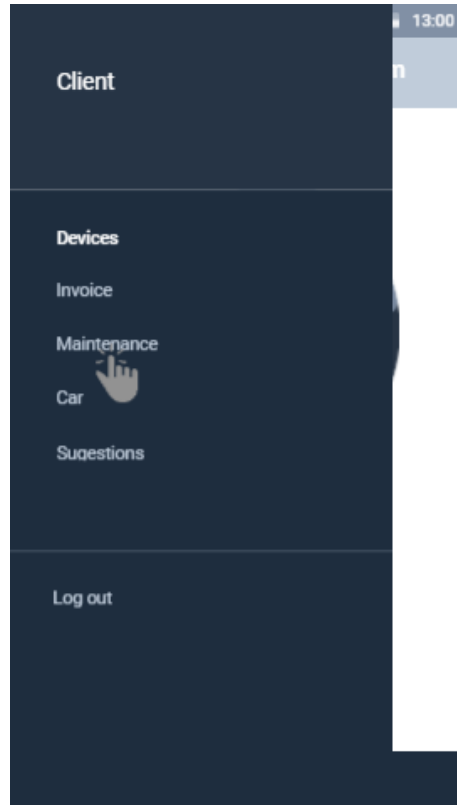 13:00
Client
Devices
Invoice
Maintenance
Car
Sugestions
Log out